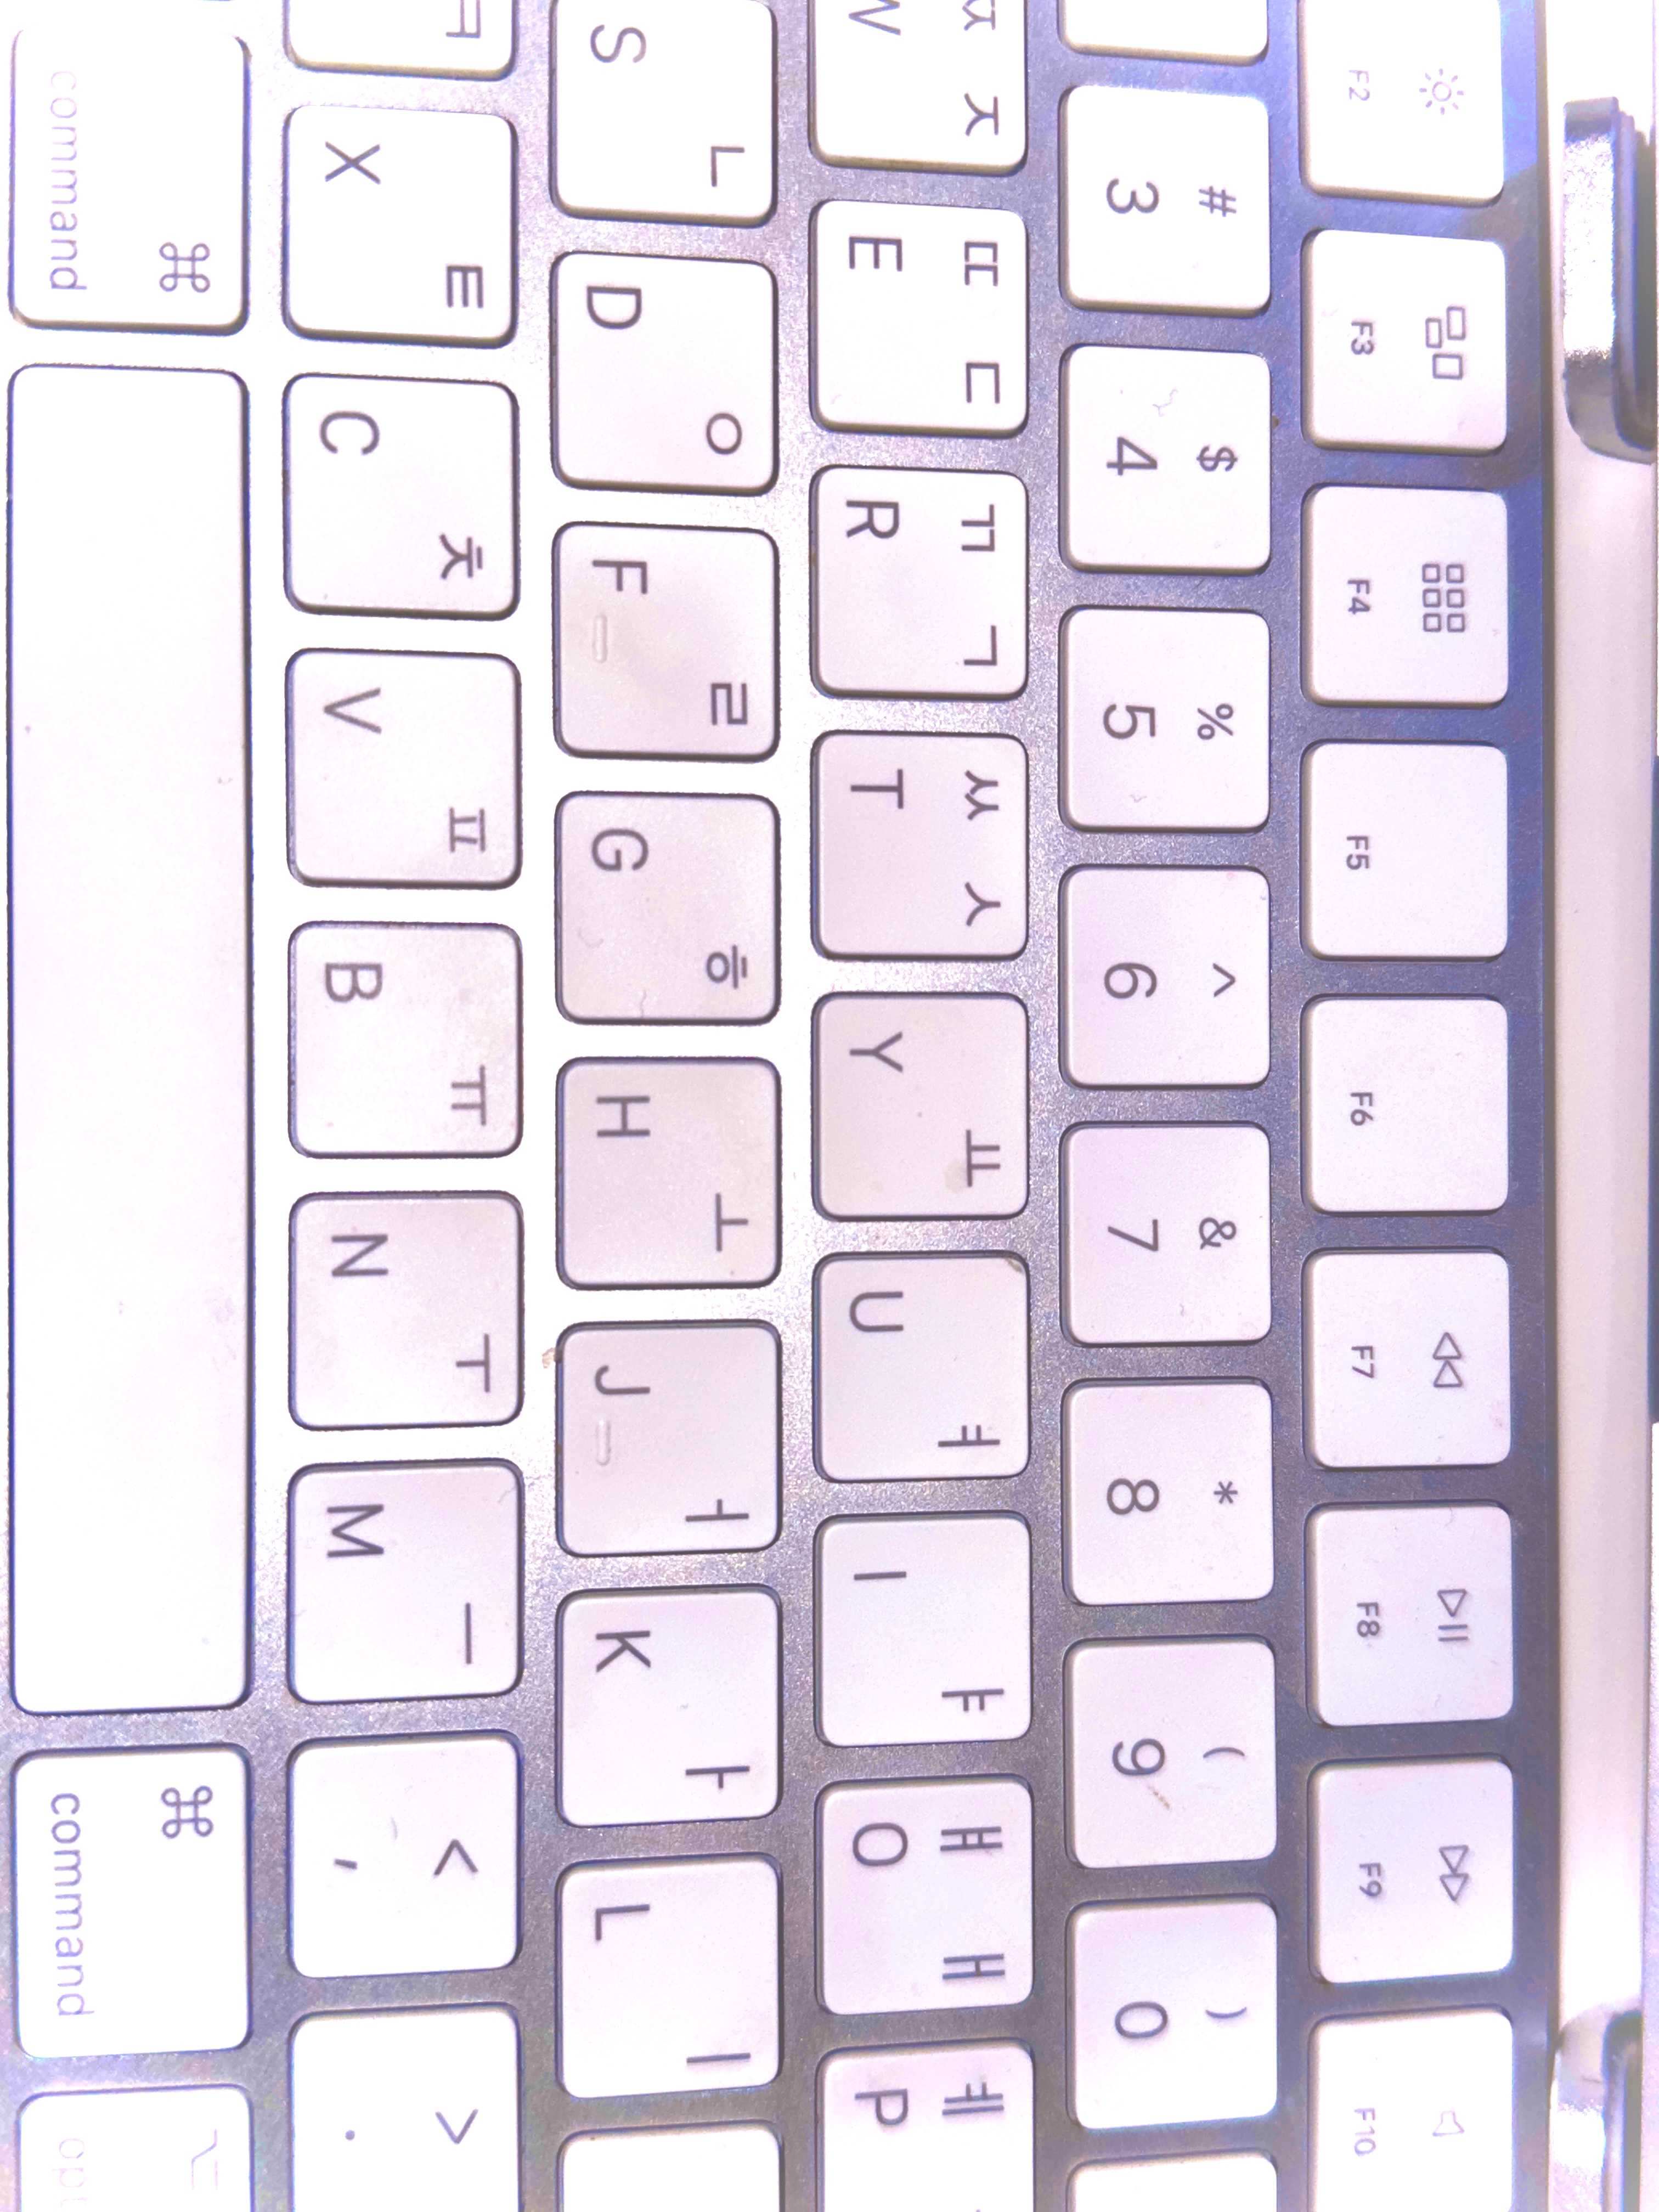 F2 F3 F4 F5 F6 F7 F8 F9 F10
# $ % ^ & * ( )
3 4 5 6 7 8 9 0
ㅉ ㅈ ㄸ ㄷ ㄲ ㄱ ㅆ ㅅ ㅛ ㅕ ㅑ ㅒ ㅐ ㅖ
W E R T Y U I O P
S D F G H J K L
ㄴ ㅇ ㄹ ㅎ ㅗ ㅓ ㅏ ㅣ
ㅋ ㅌ ㅊ ㅍ ㅠ ㅜ ㅡ < >
X C V B N M , .
⌘ ⌘ ⌥
command command opt